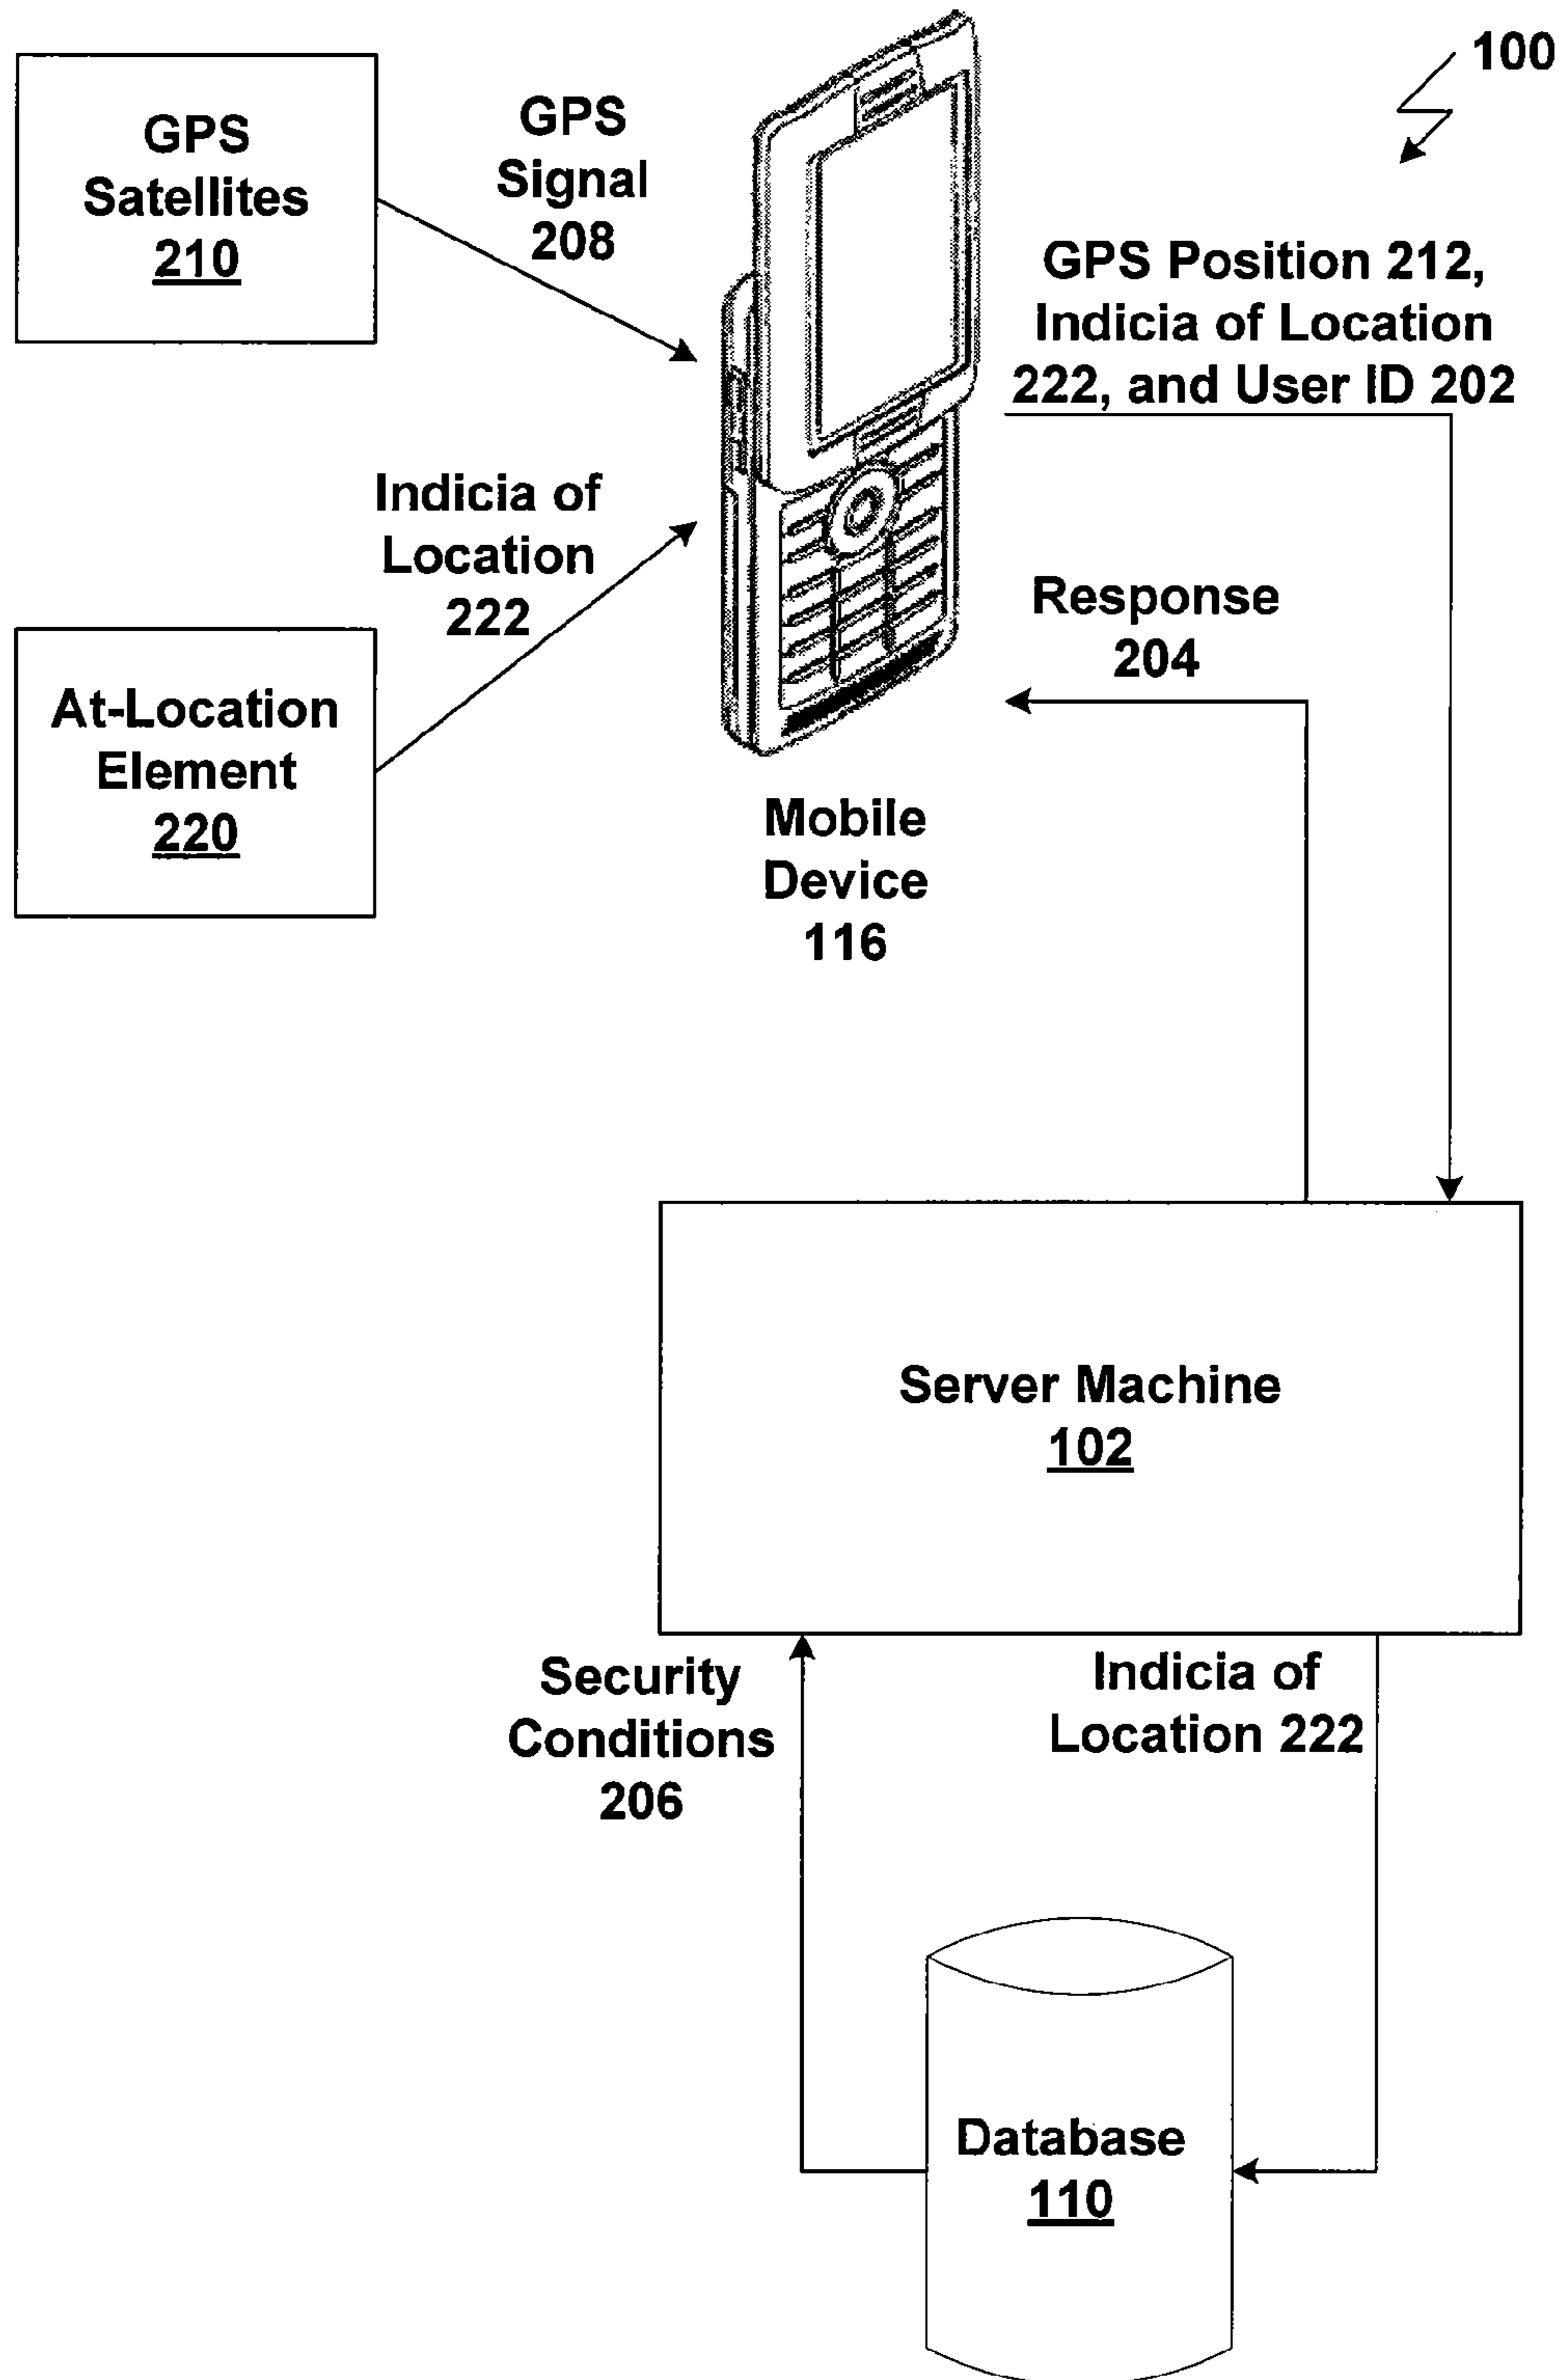 100
GPS
Satellites
210
GPS
Signal
208
GPS Position 212,
Indicia of Location
222, and User ID 202
Indicia of
Location
222
Response
204
At-Location
Element
220
Mobile
Device
116
Server Machine
102
Security
Conditions
206
Indicia of
Location 222
Database
110